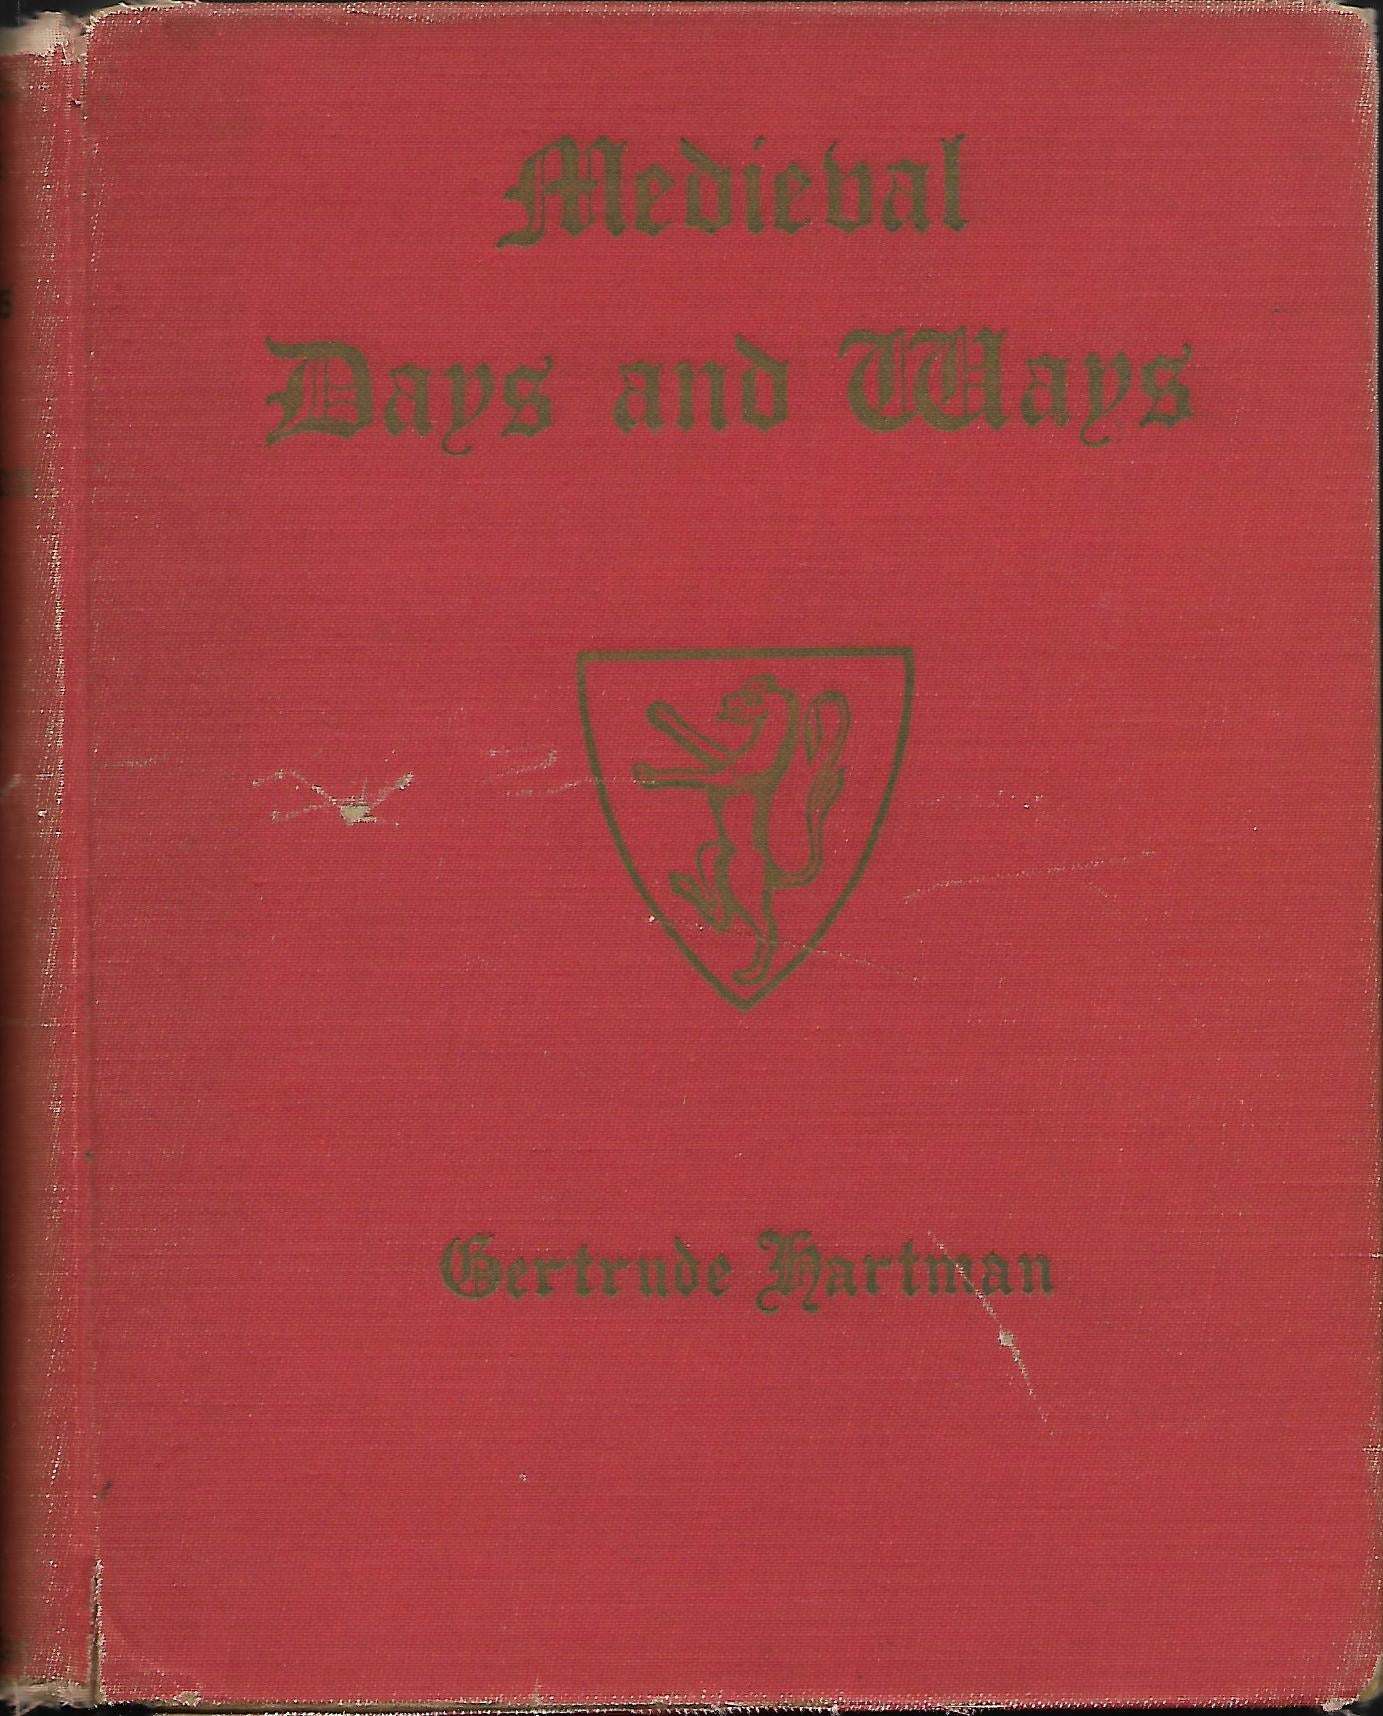 Medieval
Days and Ways
Gertrude Hartman